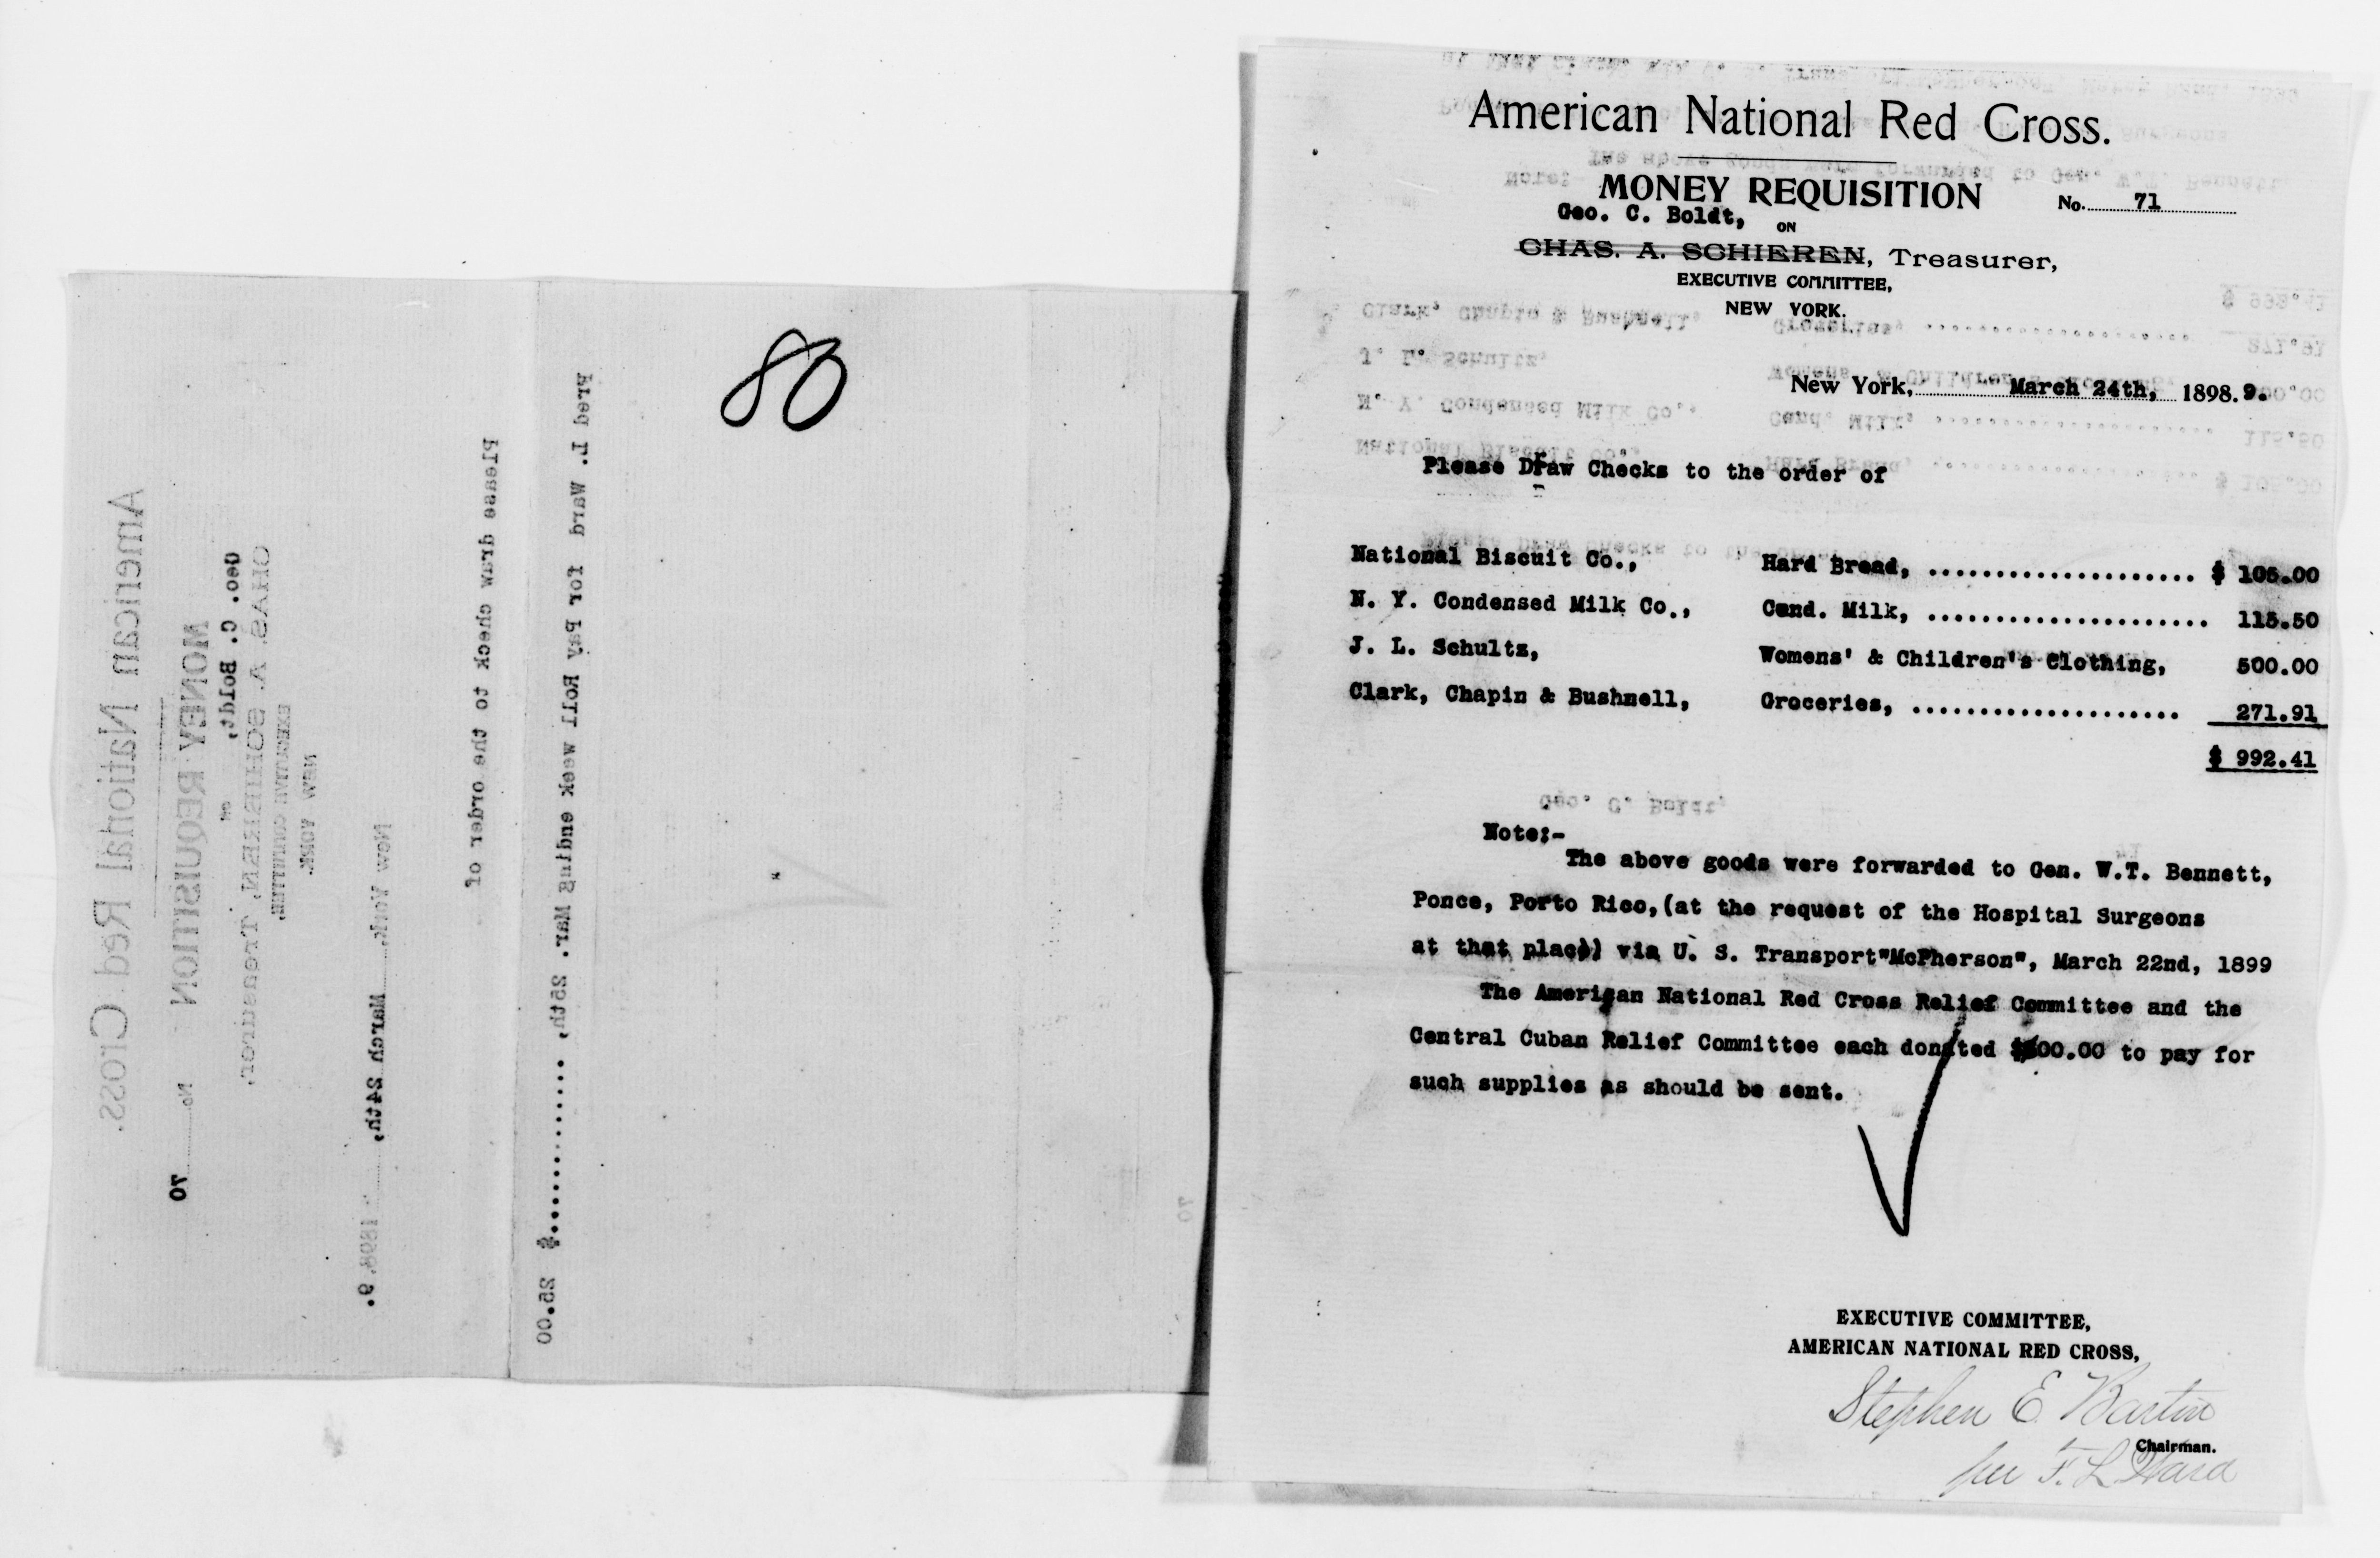 80
American National Red Cross.
MONEY REQUISITION No. 71
Geo. C. Boldt, ON
CHAS. A. SCHIEREN, Treasurer,
EXECUTIVE COMMITTEE,
NEW YORK.
New York, March 24th, 1898. 9.
Please Draw Checks to the order of
National Biscuit Co., Hard Bread, .................... $ 105.00
N. Y. Condensed Milk Co., Cond. Milk, ..................... 115.50
J. L. Schultz, Womens' & Children's Clothing, 500.00
Clark, Chapin & Bushnell, Groceries, .................... 271.91
$ 992.41
Note:-
The above goods were forwarded to Gen. W.T. Bennett,
Ponce, Porto Rico, (at the request of the Hospital Surgeons
at that place) via U. S. Transport "McPherson", March 22nd, 1899
The American National Red Cross Relief Committee and the
Central Cuban Relief Committee each donated $500.00 to pay for
such supplies as should be sent.
EXECUTIVE COMMITTEE,
AMERICAN NATIONAL RED CROSS,
Stephen E. Barton
Chairman.
per F. L. Ward
American National Red Cross.
MONEY REQUISITION No. 70
Geo. C. Boldt, ON
CHAS. A. SCHIEREN, Treasurer,
EXECUTIVE COMMITTEE,
NEW YORK.
New York, March 24th, 1898. 9.
Please draw check to the order of
Fred L. Ward for Pay Roll week ending Mar. 25th, ............ $ 25.00